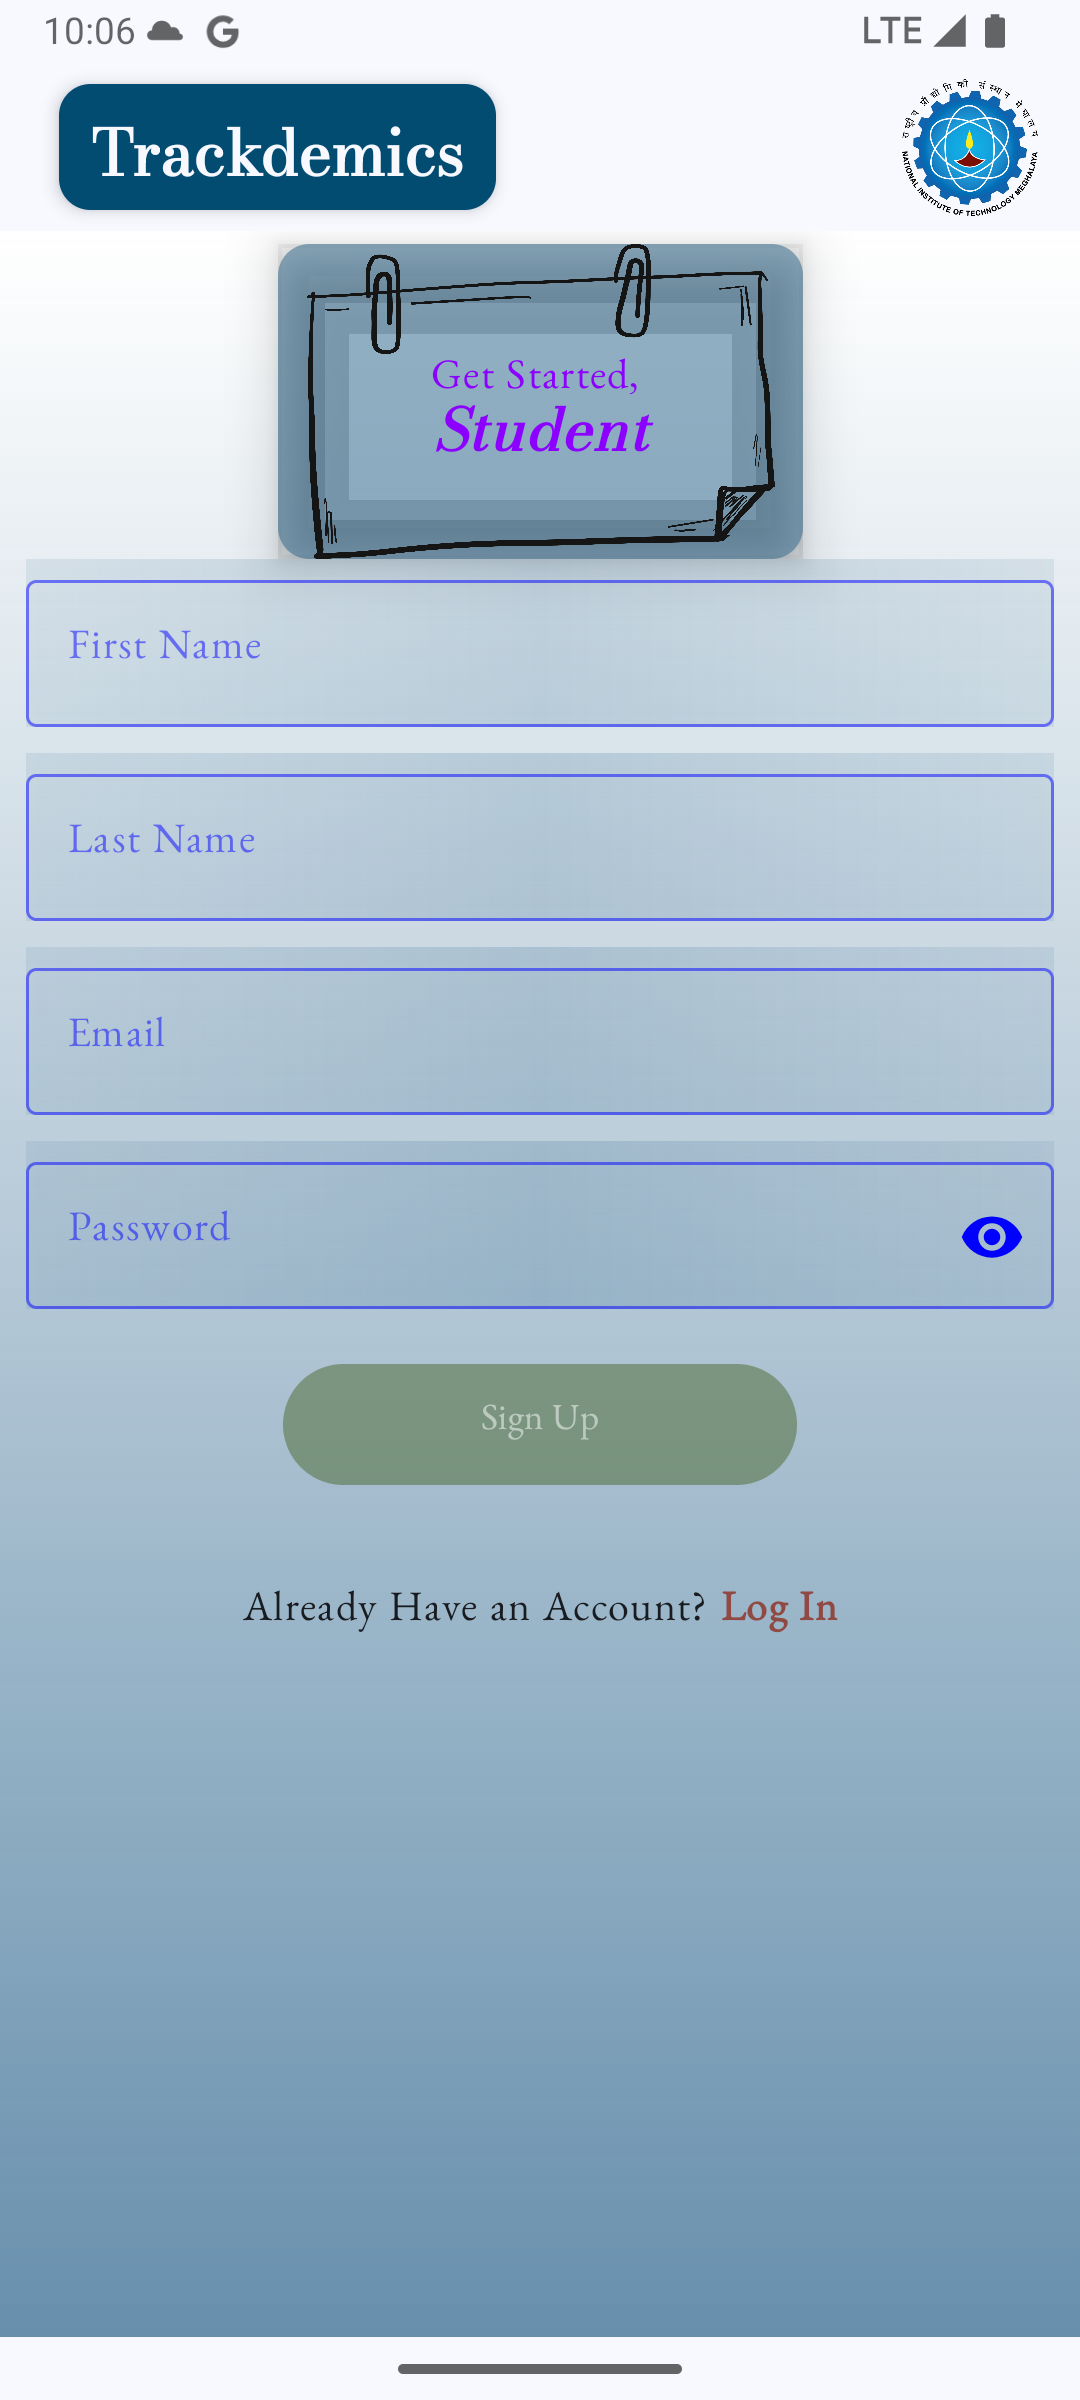 10:06
LTE
Trackdemics
राष्ट्रीय प्रौद्योगिकी संस्थान मेघालय
NATIONAL INSTITUTE OF TECHNOLOGY MEGHALAYA
Get Started,
Student
First Name
Last Name
Email
Password
Sign Up
Already Have an Account? Log In